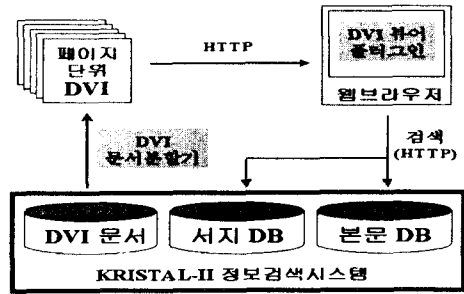 페이지
단위
DVI
HTTP
DVI 뷰어
플러그인
웹브라우저
DVI
문서분할기
검색
(HTTP)
DVI 문서
서지 DB
본문 DB
KRISTAL-II 정보검색시스템